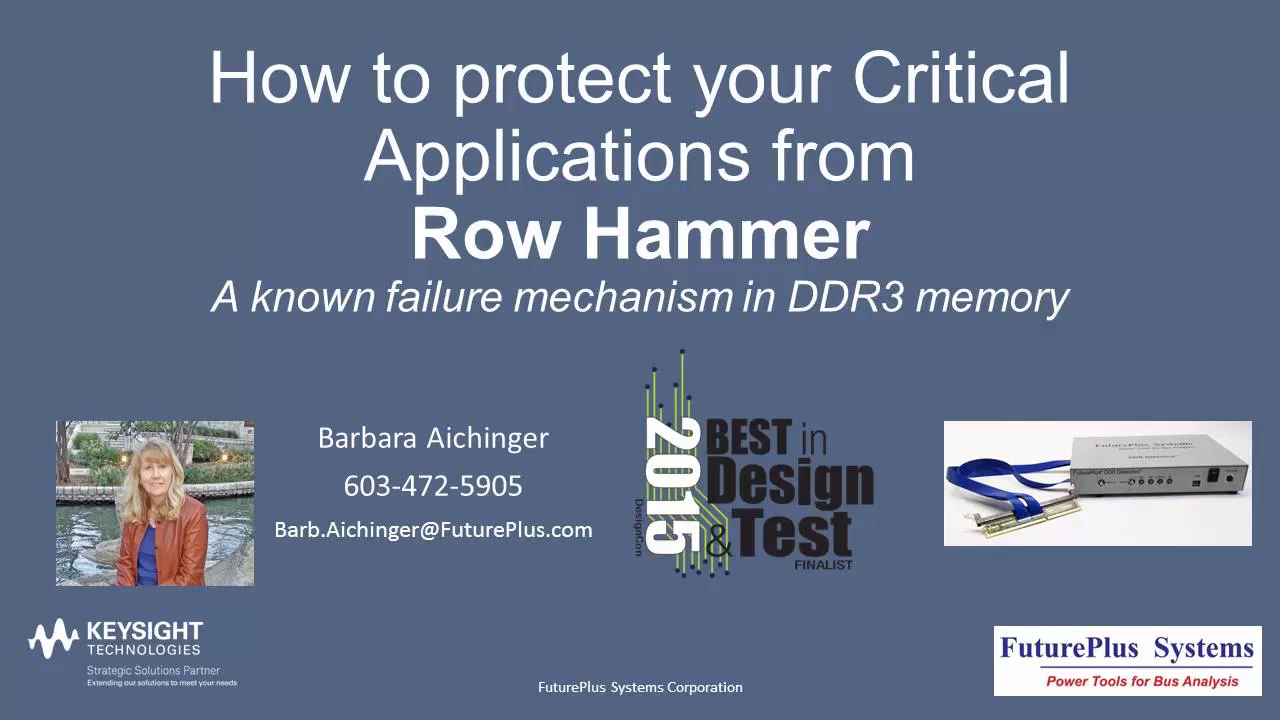 How to protect your Critical
Applications from
Row Hammer
A known failure mechanism in DDR3 memory
Barbara Aichinger
603-472-5905
Barb.Aichinger@FuturePlus.com
DesignCon
2015
BEST in
Design
&Test
FINALIST
FuturePlus Systems
KEYSIGHT
TECHNOLOGIES
Strategic Solutions Partner
Extending our solutions to meet your needs
FuturePlus Systems Corporation
FuturePlus Systems
Power Tools for Bus Analysis